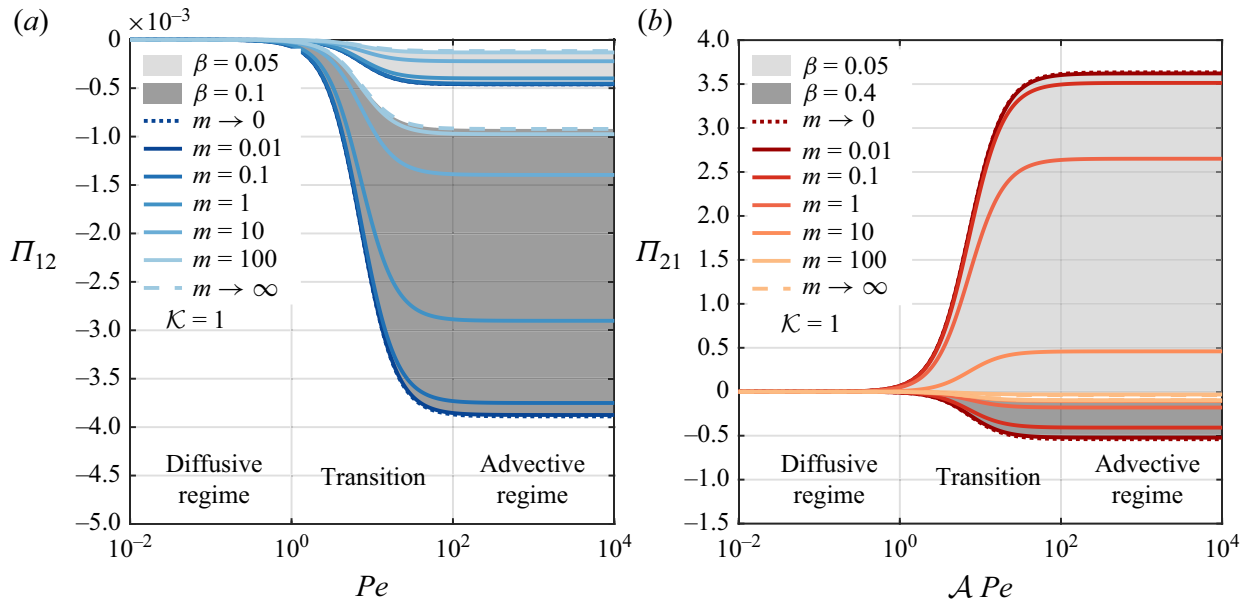 (a)
×10⁻³
0
−0.5
−1.0
−1.5
−2.0
−2.5
−3.0
−3.5
−4.0
−4.5
−5.0
Π₁₂
β = 0.05
β = 0.1
m → 0
m = 0.01
m = 0.1
m = 1
m = 10
m = 100
m → ∞
𝒦 = 1
Diffusive
regime
Transition
Advective
regime
10⁻²
10⁰
10²
10⁴
Pe
(b)
4.0
3.5
3.0
2.5
2.0
1.5
1.0
0.5
0
−0.5
−1.0
−1.5
Π₂₁
β = 0.05
β = 0.4
m → 0
m = 0.01
m = 0.1
m = 1
m = 10
m = 100
m → ∞
𝒦 = 1
Diffusive
regime
Transition
Advective
regime
10⁻²
10⁰
10²
10⁴
𝒜 Pe